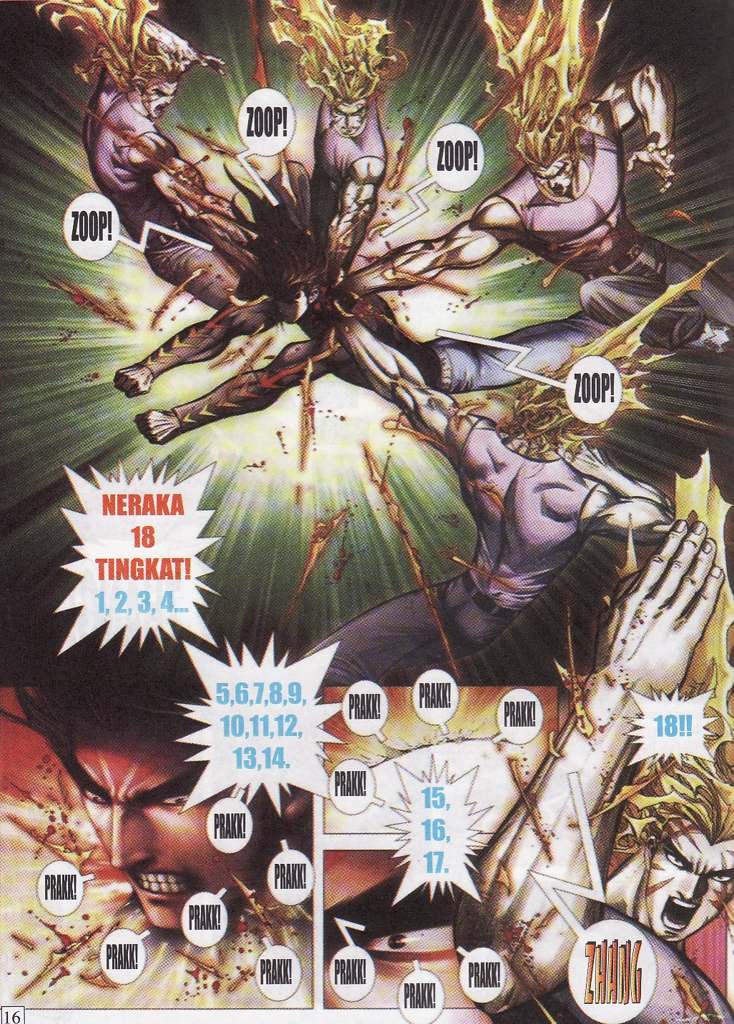 ZOOP!
ZOOP!
ZOOP!
ZOOP!
NERAKA
18
TINGKAT!
1, 2, 3, 4...
5,6,7,8,9,
10,11,12,
13,14.
PRAKK!
PRAKK!
PRAKK!
PRAKK!
PRAKK!
PRAKK!
PRAKK!
PRAKK!
PRAKK!
PRAKK!
15,
16,
17.
PRAKK!
PRAKK!
PRAKK!
18!!
ZHANG
16